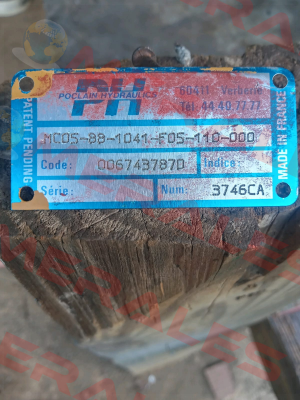 PH
POCLAIN HYDRAULICS
60411 Verberie
Tél. 44.40.77.77
MC05-88-1041-F05-110-000
Code: 006743787D Indice:
Série: Num: 3746CA
PATENT PENDING
MADE IN FRANCE